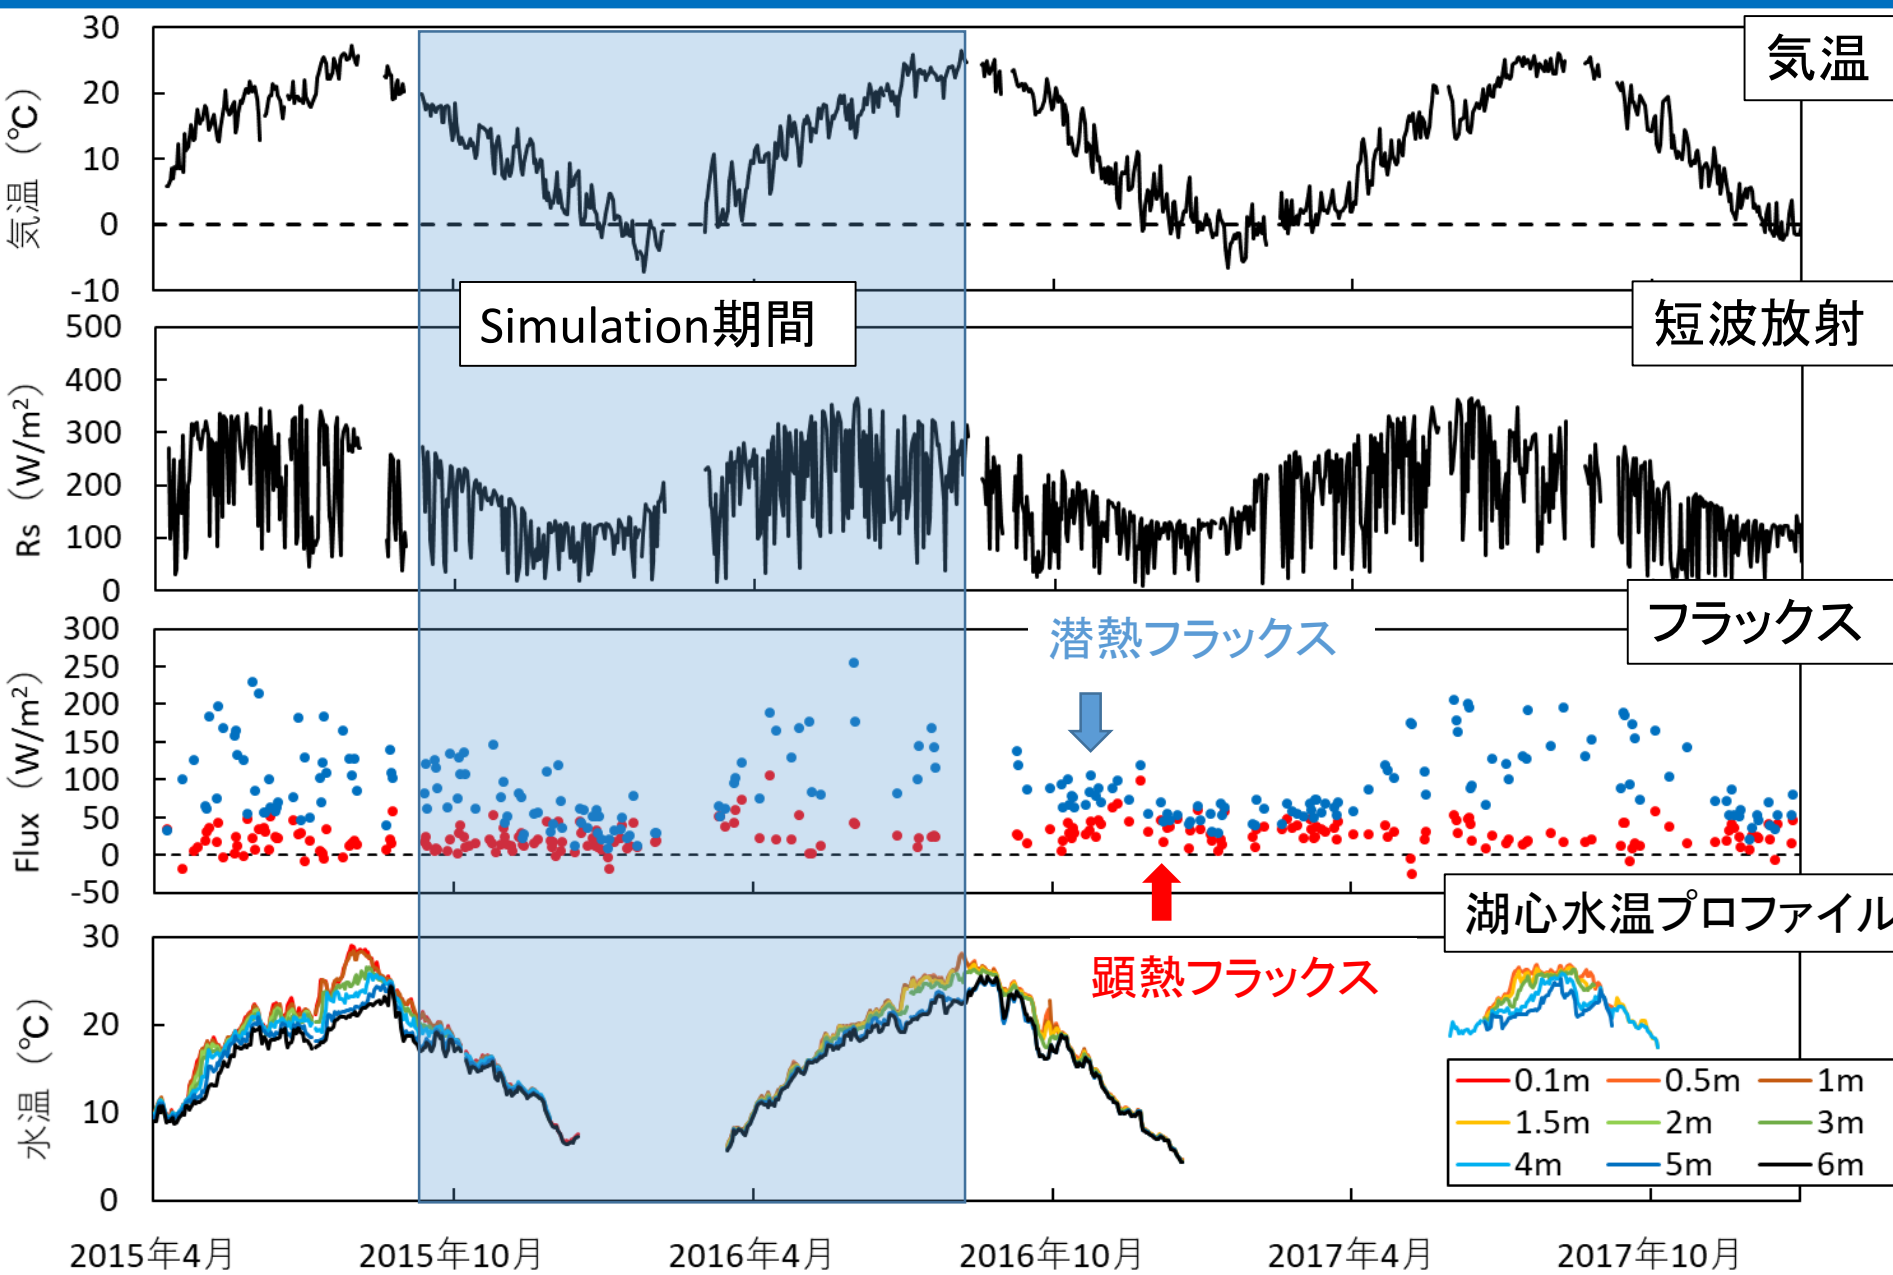 気温
30
20
10
0
-10
気温 (℃)
Simulation期間
短波放射
500
400
300
200
100
0
Rs (W/m²)
フラックス
潜熱フラックス
300
250
200
150
100
50
0
-50
Flux (W/m²)
湖心水温プロファイル
顕熱フラックス
30
20
10
0
水温 (℃)
0.1m 0.5m 1m
1.5m 2m 3m
4m 5m 6m
2015年4月 2015年10月 2016年4月 2016年10月 2017年4月 2017年10月